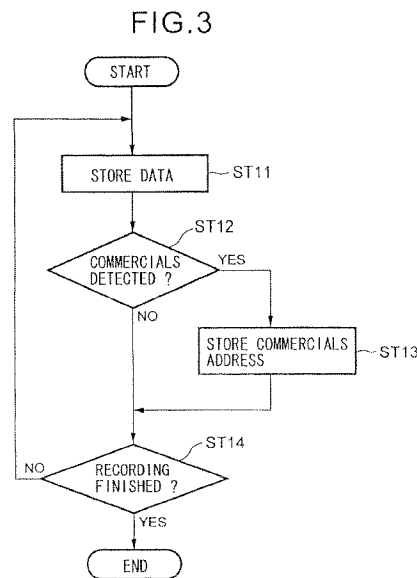 FIG.3
START
STORE DATA
ST11
ST12
COMMERCIALS
DETECTED ?
YES
NO
STORE COMMERCIALS
ADDRESS
ST13
ST14
NO
RECORDING
FINISHED ?
YES
END